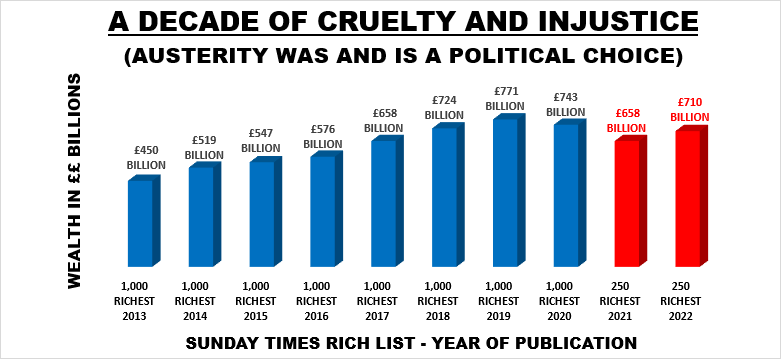 A DECADE OF CRUELTY AND INJUSTICE
(AUSTERITY WAS AND IS A POLITICAL CHOICE)
WEALTH IN ££ BILLIONS
£450
BILLION
£519
BILLION
£547
BILLION
£576
BILLION
£658
BILLION
£724
BILLION
£771
BILLION
£743
BILLION
£658
BILLION
£710
BILLION
1,000
RICHEST
2013
1,000
RICHEST
2014
1,000
RICHEST
2015
1,000
RICHEST
2016
1,000
RICHEST
2017
1,000
RICHEST
2018
1,000
RICHEST
2019
1,000
RICHEST
2020
250
RICHEST
2021
250
RICHEST
2022
SUNDAY TIMES RICH LIST - YEAR OF PUBLICATION